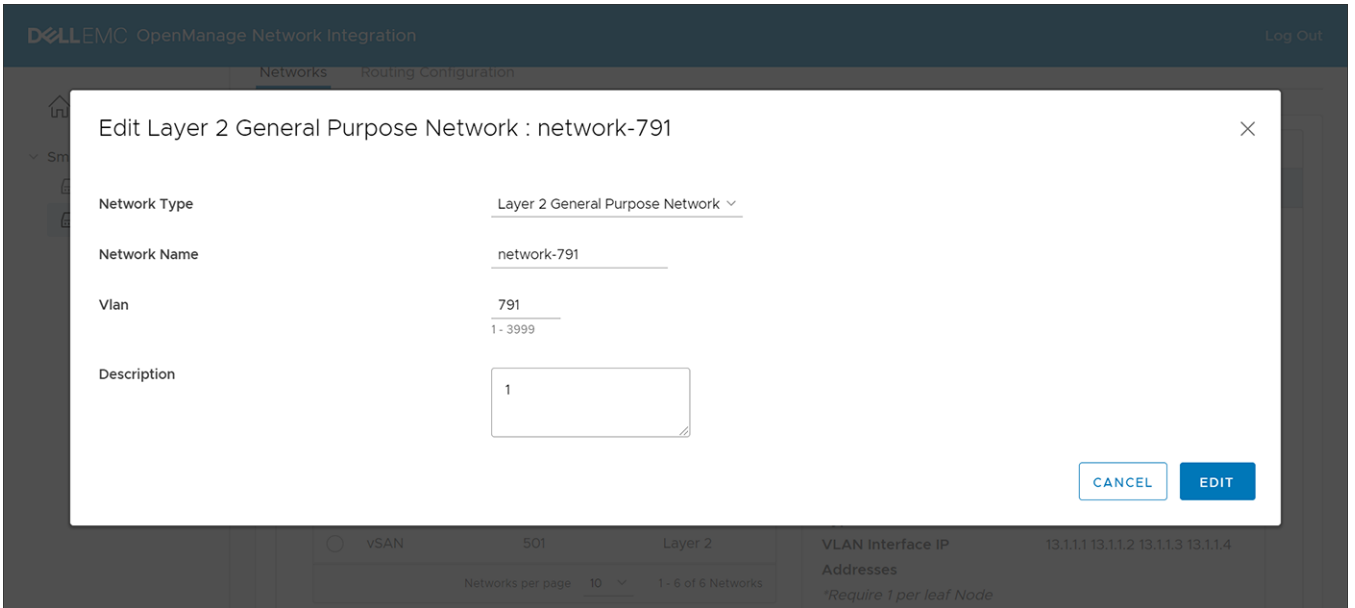 DELLEMC OpenManage Network Integration
Log Out
Networks Routing Configuration
Edit Layer 2 General Purpose Network : network-791
Sm
Network Type Layer 2 General Purpose Network
Network Name network-791
Vlan 791
1 - 3999
Description 1
CANCEL EDIT
vSAN 501 Layer 2
VLAN Interface IP 13.1.1.1 13.1.1.2 13.1.1.3 13.1.1.4
Addresses
Networks per page 10 1 - 6 of 6 Networks
*Require 1 per leaf Node